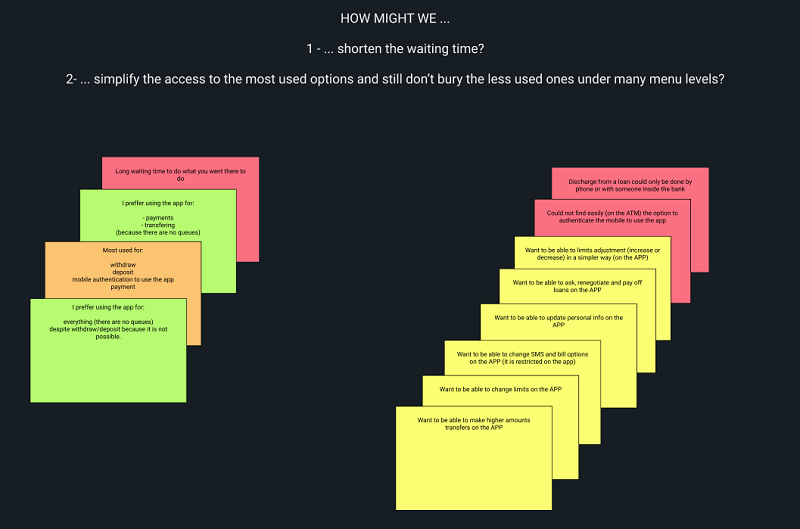 HOW MIGHT WE ...
1 - ... shorten the waiting time?
2- ... simplify the access to the most used options and still don't bury the less used ones under many menu levels?
Long waiting time to do what you went there to
do
I preffer using the app for:
- payments
- transfering
(because there are no queues)
Most used for:
withdraw
deposit
mobile authentication to use the app
payment
I preffer using the app for:
everything (there are no queues)
despite withdraw/deposit because it is not
possible.
Discharge from a loan could only be done by
phone or with someone inside the bank
Could not find easily (on the ATM) the option to
authenticate the mobile to use the app
Want to be able to limits adjustment (increase or
decrease) in a simpler way (on the APP)
Want to be able to ask, renegotiate and pay off
loans on the APP
Want to be able to update personal info on the
APP
Want to be able to change SMS and bill options
on the APP (it is restricted on the app)
Want to be able to change limits on the APP
Want to be able to make higher amounts
transfers on the APP